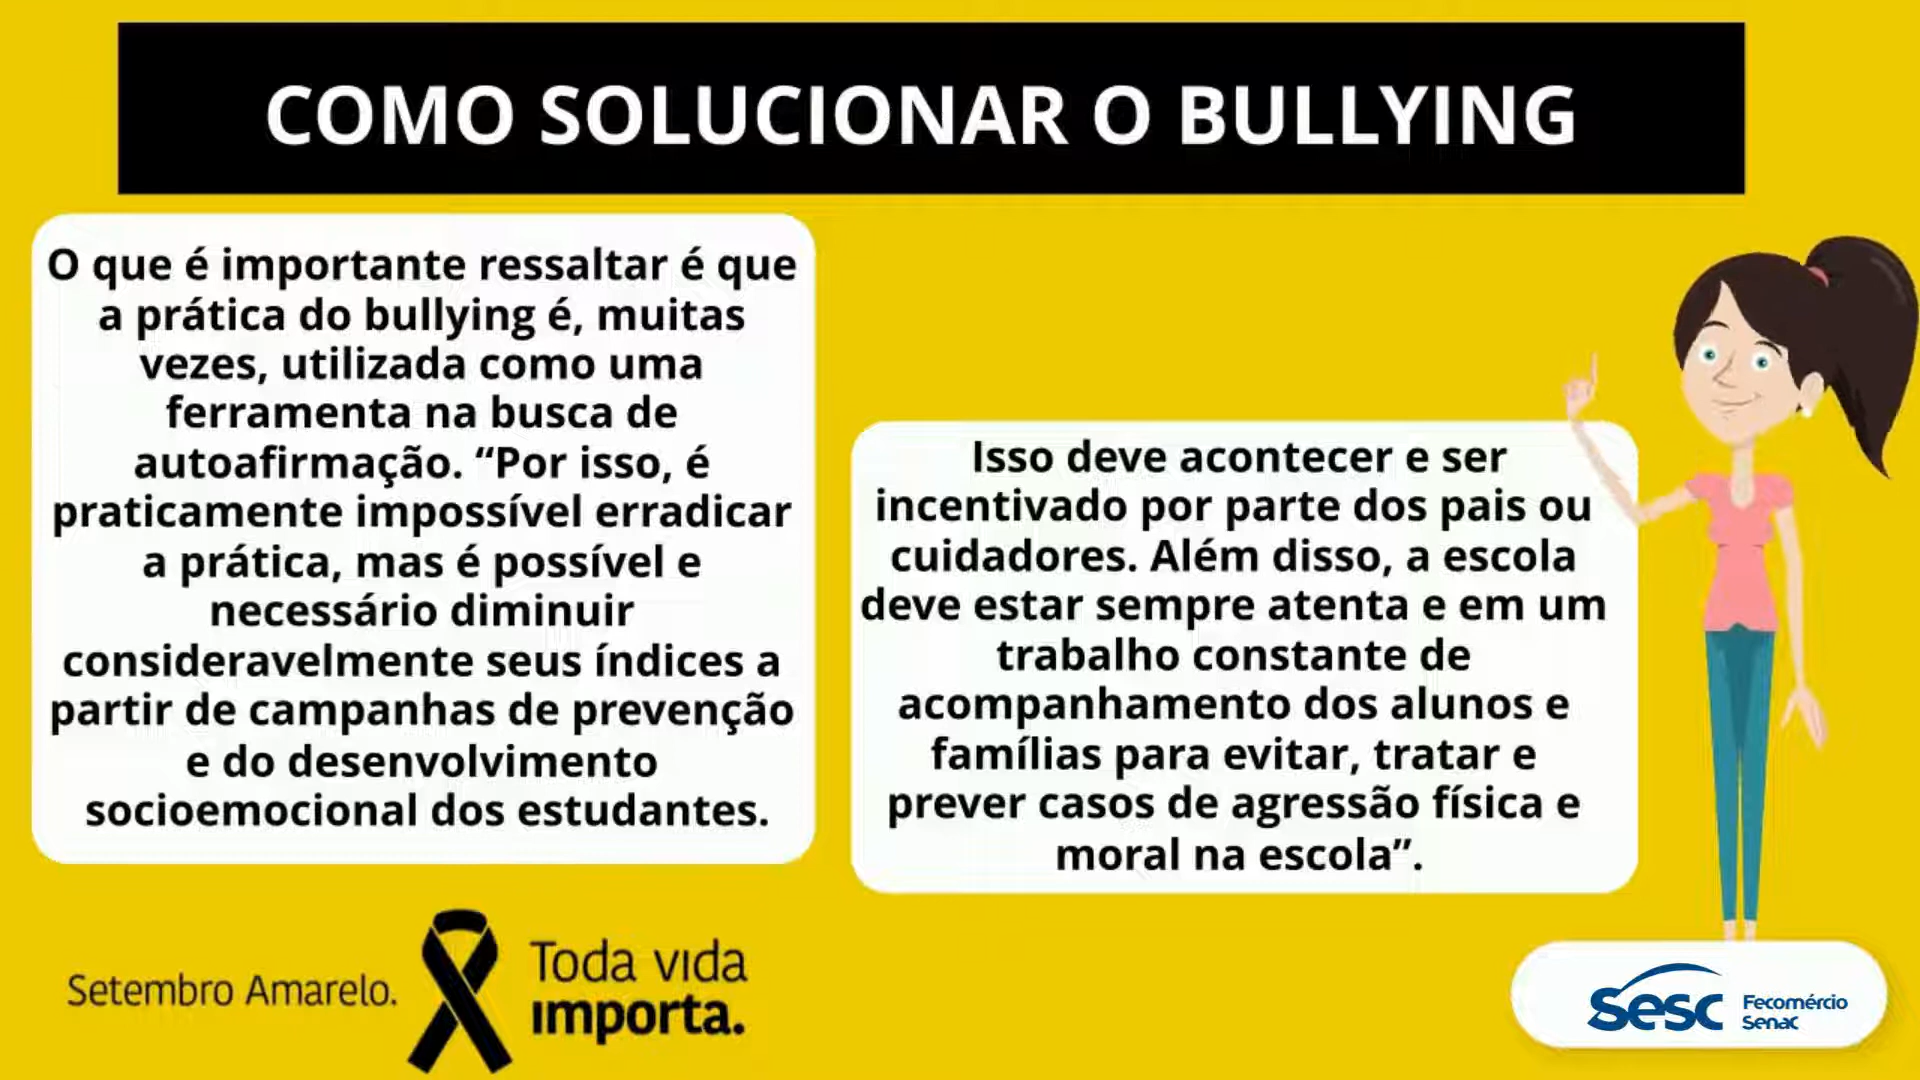 COMO SOLUCIONAR O BULLYING
O que é importante ressaltar é que
a prática do bullying é, muitas
vezes, utilizada como uma
ferramenta na busca de
autoafirmação. “Por isso, é
praticamente impossível erradicar
a prática, mas é possível e
necessário diminuir
consideravelmente seus índices a
partir de campanhas de prevenção
e do desenvolvimento
socioemocional dos estudantes.
Isso deve acontecer e ser
incentivado por parte dos pais ou
cuidadores. Além disso, a escola
deve estar sempre atenta e em um
trabalho constante de
acompanhamento dos alunos e
famílias para evitar, tratar e
prever casos de agressão física e
moral na escola”.
Setembro Amarelo.
Toda vida
importa.
Sesc
Fecomércio
Senac